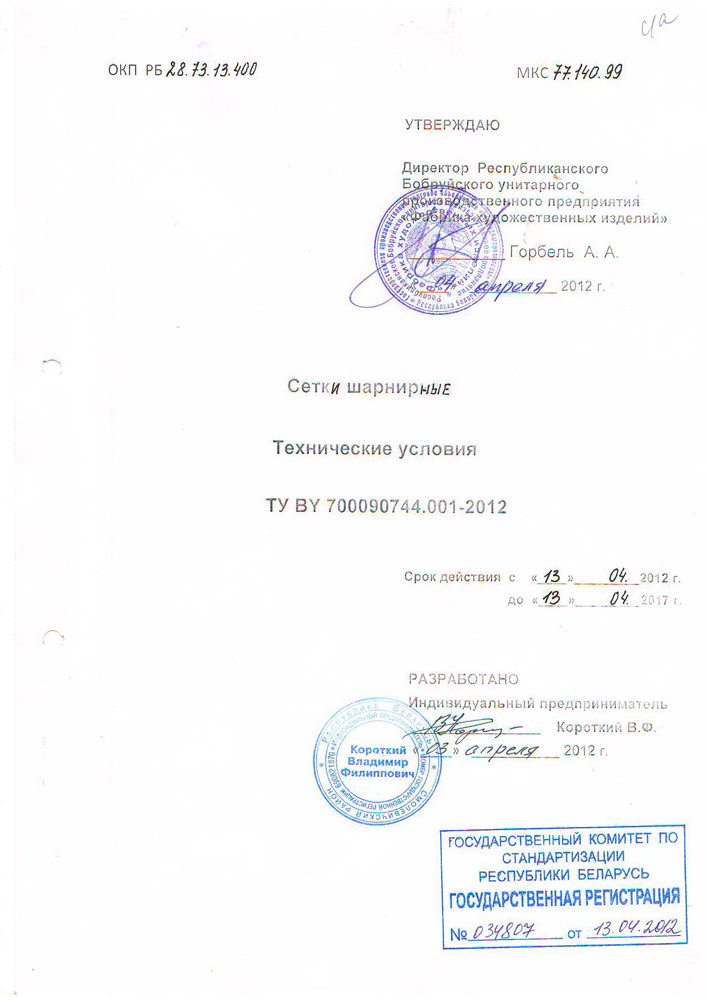 ОКП РБ 28.73.13.400
МКС 77.140.99
УТВЕРЖДАЮ
Директор Республиканского
Бобруйского унитарного
производственного предприятия
«Фабрика художественных изделий»
Горбель А. А.
«04» апреля 2012 г.
Сетки шарнирные
Технические условия
ТУ BY 700090744.001-2012
Срок действия с «13» 04. 2012 г.
до «13» 04. 2017 г.
РАЗРАБОТАНО
Индивидуальный предприниматель
Короткий В.Ф.
«03» апреля 2012 г.
РЕСПУБЛИКА БЕЛАРУСЬ * СМОЛЕВИЧСКИЙ РАЙОН *
ИНДИВИДУАЛЬНЫЙ ПРЕДПРИНИМАТЕЛЬ * НОМЕР ГОСУДАРСТВЕННОЙ РЕГИСТРАЦИИ 690821970 *
Короткий
Владимир
Филиппович
ГОСУДАРСТВЕННЫЙ КОМИТЕТ ПО
СТАНДАРТИЗАЦИИ
РЕСПУБЛИКИ БЕЛАРУСЬ
ГОСУДАРСТВЕННАЯ РЕГИСТРАЦИЯ
№ 034807 от 13.04.2012